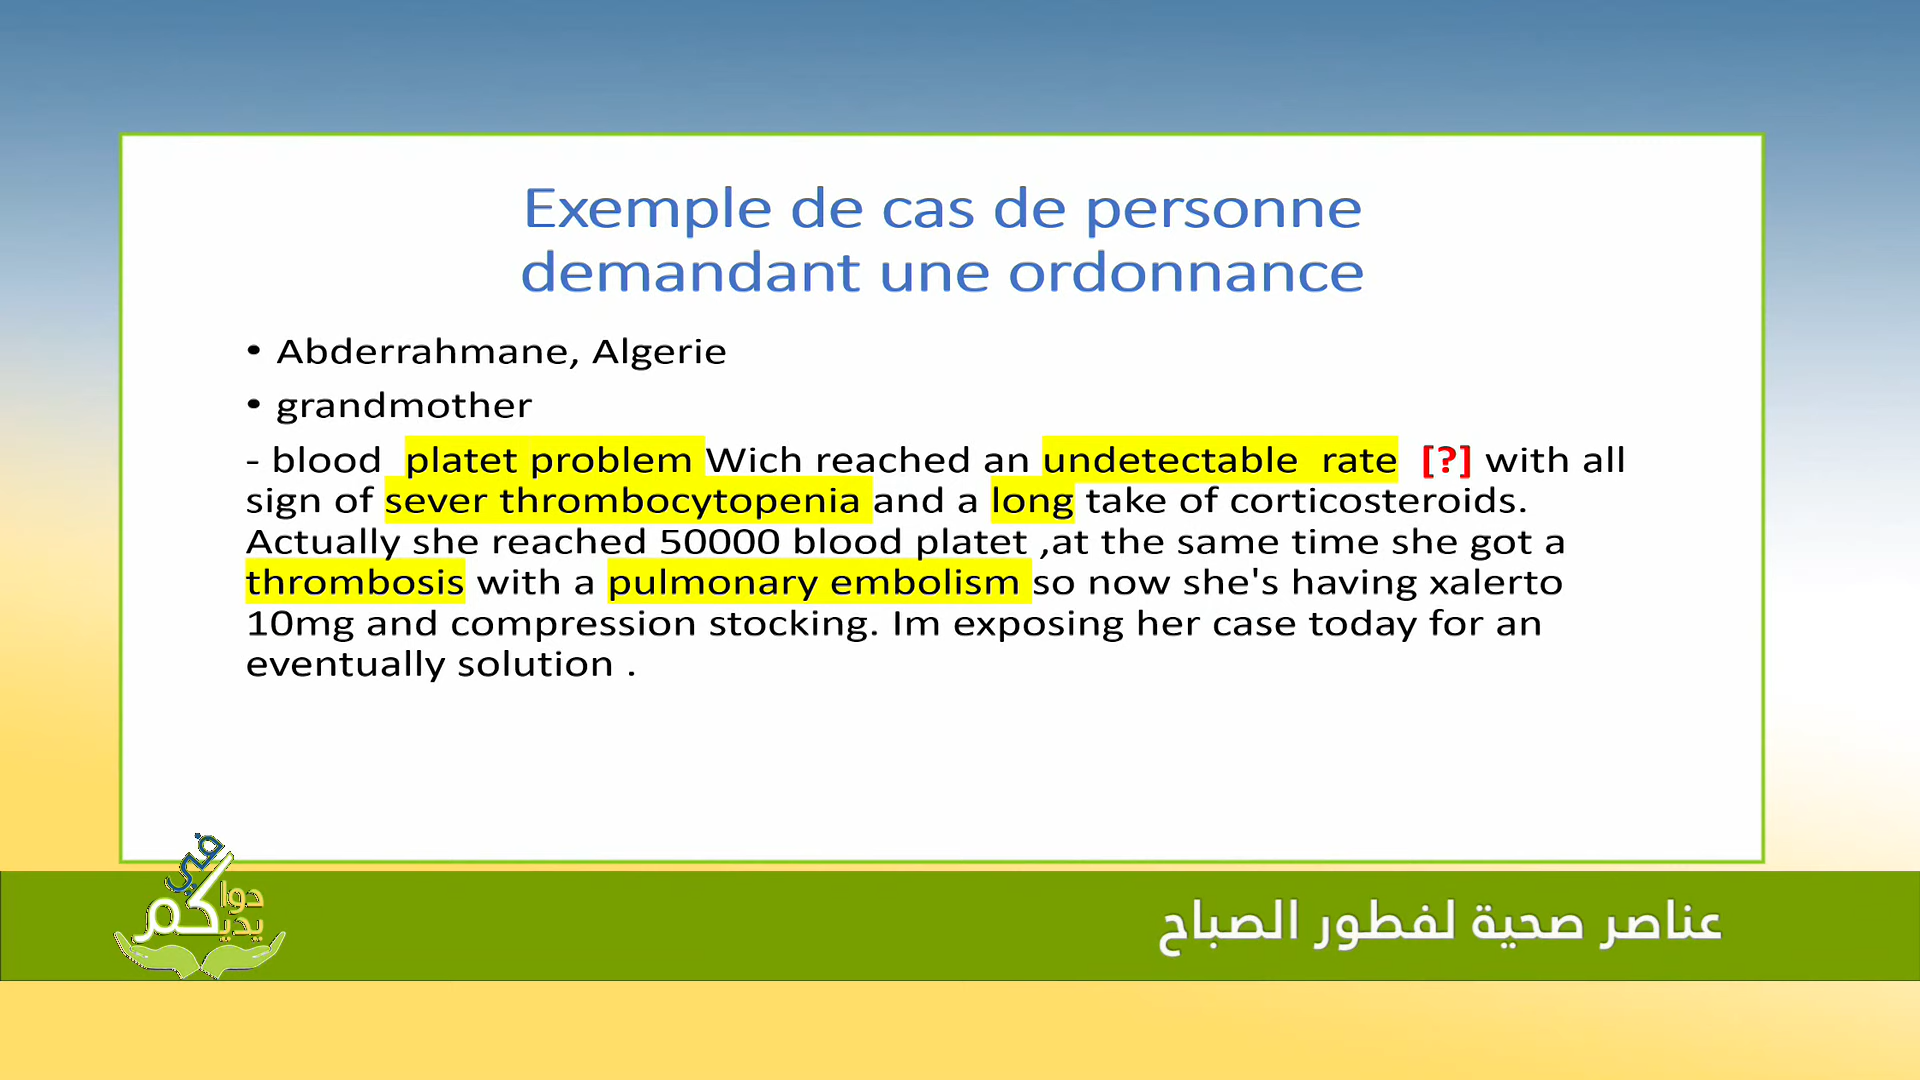 Exemple de cas de personne
demandant une ordonnance
• Abderrahmane, Algerie
• grandmother
- blood platet problem Wich reached an undetectable rate [?] with all
sign of sever thrombocytopenia and a long take of corticosteroids.
Actually she reached 50000 blood platet ,at the same time she got a
thrombosis with a pulmonary embolism so now she's having xalerto
10mg and compression stocking. Im exposing her case today for an
eventually solution .
دوا
في
يديكم
عناصر صحية لفطور الصباح